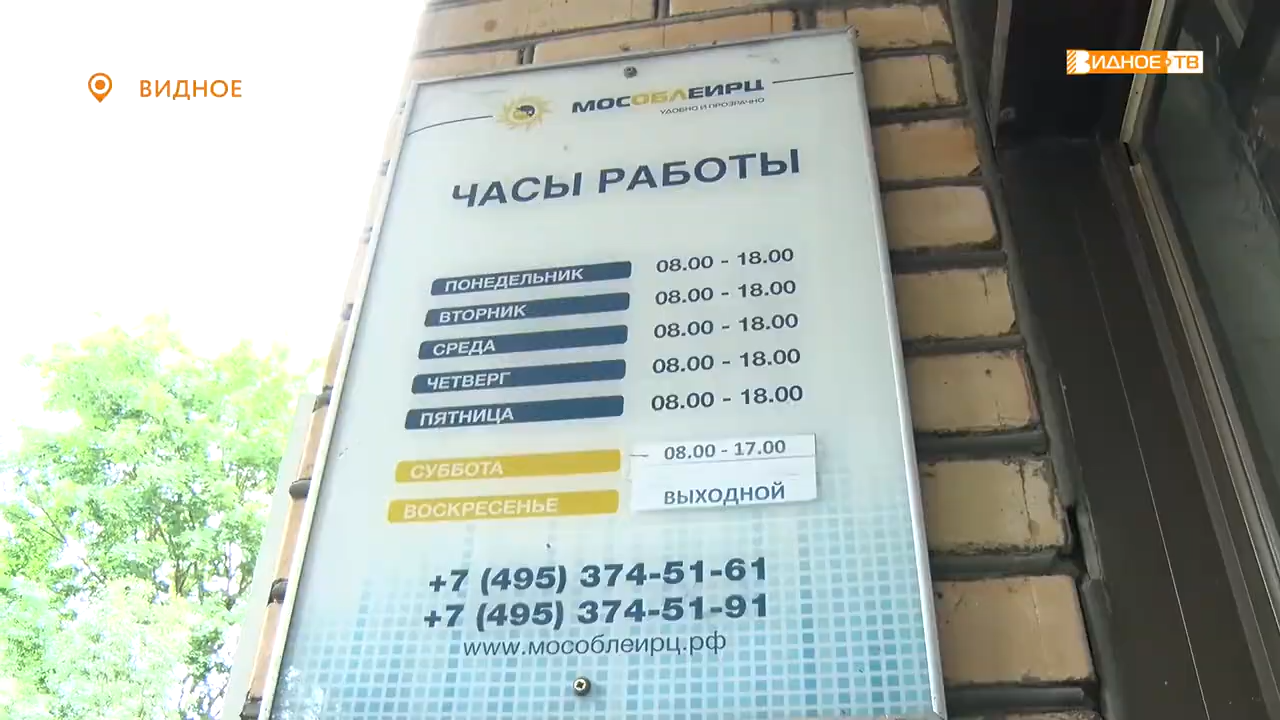 ВИДНОЕ
ВИДНОЕ ТВ
МОСОБЛЕИРЦ
УДОБНО И ПРОЗРАЧНО
ЧАСЫ РАБОТЫ
ПОНЕДЕЛЬНИК 08.00 - 18.00
ВТОРНИК 08.00 - 18.00
СРЕДА 08.00 - 18.00
ЧЕТВЕРГ 08.00 - 18.00
ПЯТНИЦА 08.00 - 18.00
СУББОТА 08.00 - 17.00
ВОСКРЕСЕНЬЕ ВЫХОДНОЙ
+7 (495) 374-51-61
+7 (495) 374-51-91
www.мособлеирц.рф